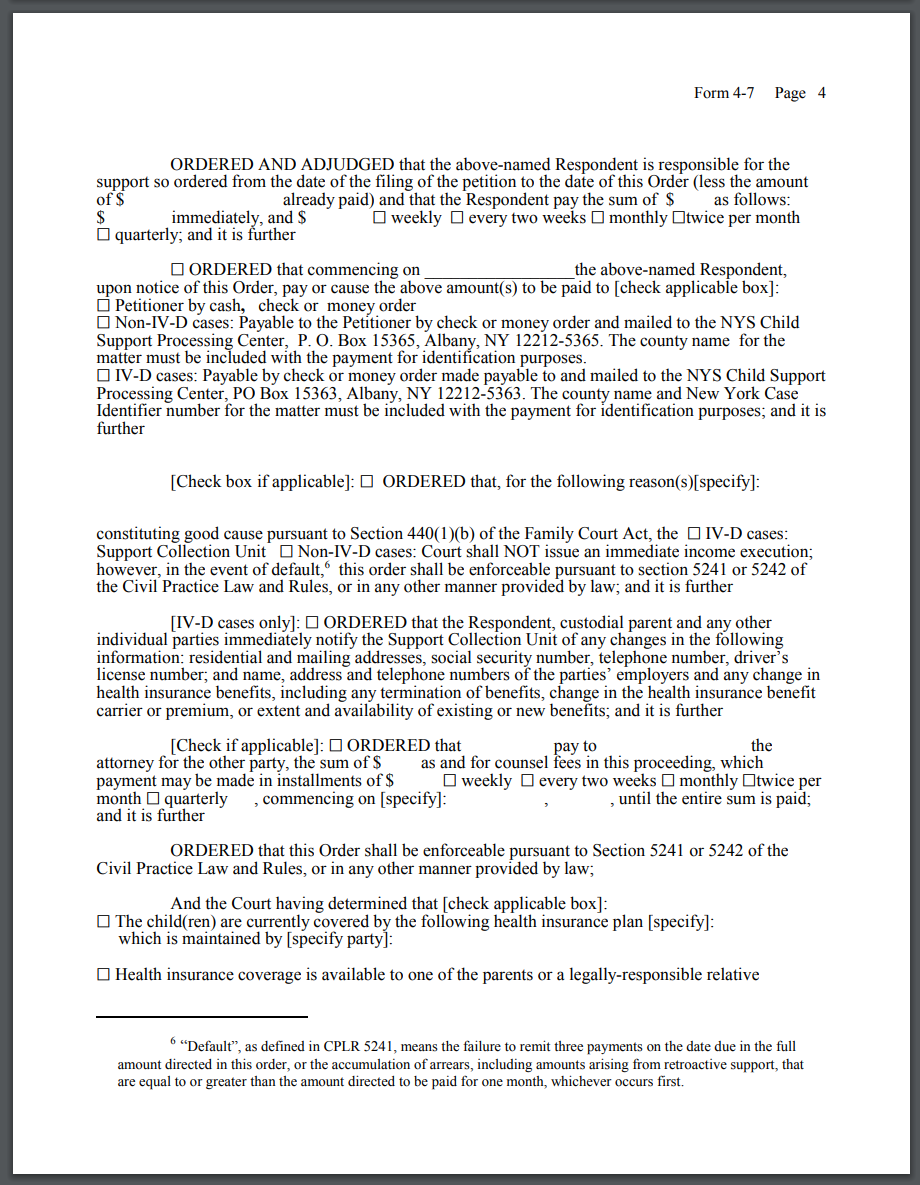 Form 4-7 Page 4
ORDERED AND ADJUDGED that the above-named Respondent is responsible for the
support so ordered from the date of the filing of the petition to the date of this Order (less the amount
of $ already paid) and that the Respondent pay the sum of $ as follows:
$ immediately, and $ ☐ weekly ☐ every two weeks ☐ monthly ☐twice per month
☐ quarterly; and it is further
☐ ORDERED that commencing on _________________the above-named Respondent,
upon notice of this Order, pay or cause the above amount(s) to be paid to [check applicable box]:
☐ Petitioner by cash, check or money order
☐ Non-IV-D cases: Payable to the Petitioner by check or money order and mailed to the NYS Child
Support Processing Center, P. O. Box 15365, Albany, NY 12212-5365. The county name for the
matter must be included with the payment for identification purposes.
☐ IV-D cases: Payable by check or money order made payable to and mailed to the NYS Child Support
Processing Center, PO Box 15363, Albany, NY 12212-5363. The county name and New York Case
Identifier number for the matter must be included with the payment for identification purposes; and it is
further
[Check box if applicable]: ☐ ORDERED that, for the following reason(s)[specify]:
constituting good cause pursuant to Section 440(1)(b) of the Family Court Act, the ☐ IV-D cases:
Support Collection Unit ☐ Non-IV-D cases: Court shall NOT issue an immediate income execution;
however, in the event of default,⁶ this order shall be enforceable pursuant to section 5241 or 5242 of
the Civil Practice Law and Rules, or in any other manner provided by law; and it is further
[IV-D cases only]: ☐ ORDERED that the Respondent, custodial parent and any other
individual parties immediately notify the Support Collection Unit of any changes in the following
information: residential and mailing addresses, social security number, telephone number, driver’s
license number; and name, address and telephone numbers of the parties’ employers and any change in
health insurance benefits, including any termination of benefits, change in the health insurance benefit
carrier or premium, or extent and availability of existing or new benefits; and it is further
[Check if applicable]: ☐ ORDERED that pay to the
attorney for the other party, the sum of $ as and for counsel fees in this proceeding, which
payment may be made in installments of $ ☐ weekly ☐ every two weeks ☐ monthly ☐twice per
month ☐ quarterly , commencing on [specify]: , , until the entire sum is paid;
and it is further
ORDERED that this Order shall be enforceable pursuant to Section 5241 or 5242 of the
Civil Practice Law and Rules, or in any other manner provided by law;
And the Court having determined that [check applicable box]:
☐ The child(ren) are currently covered by the following health insurance plan [specify]:
which is maintained by [specify party]:
☐ Health insurance coverage is available to one of the parents or a legally-responsible relative
⁶ “Default”, as defined in CPLR 5241, means the failure to remit three payments on the date due in the full
amount directed in this order, or the accumulation of arrears, including amounts arising from retroactive support, that
are equal to or greater than the amount directed to be paid for one month, whichever occurs first.